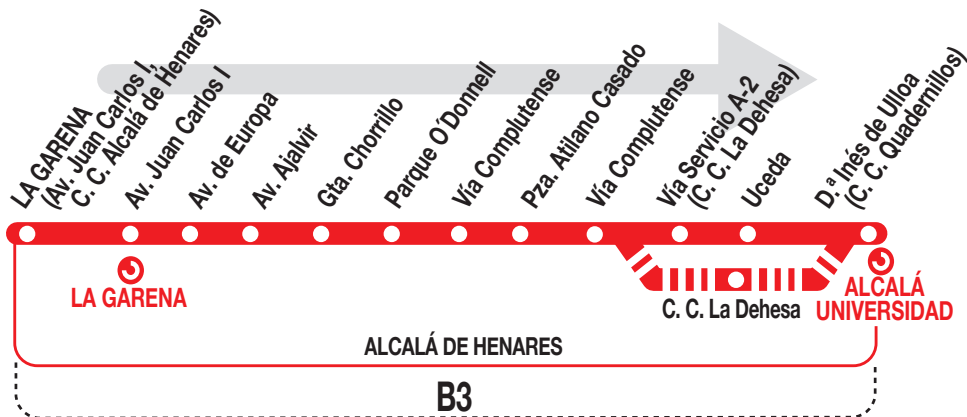 LA GARENA
(Av. Juan Carlos I,
C. C. Alcalá de Henares)
Av. Juan Carlos I
Av. de Europa
Av. Ajalvir
Gta. Chorrillo
Parque O´Donnell
Vía Complutense
Pza. Atilano Casado
Vía Complutense
Vía Servicio A-2
(C. C. La Dehesa)
Uceda
D.ª Inés de Ulloa
(C. C. Quadernillos)
LA GARENA
C. C. La Dehesa
ALCALÁ
UNIVERSIDAD
ALCALÁ DE HENARES
B3